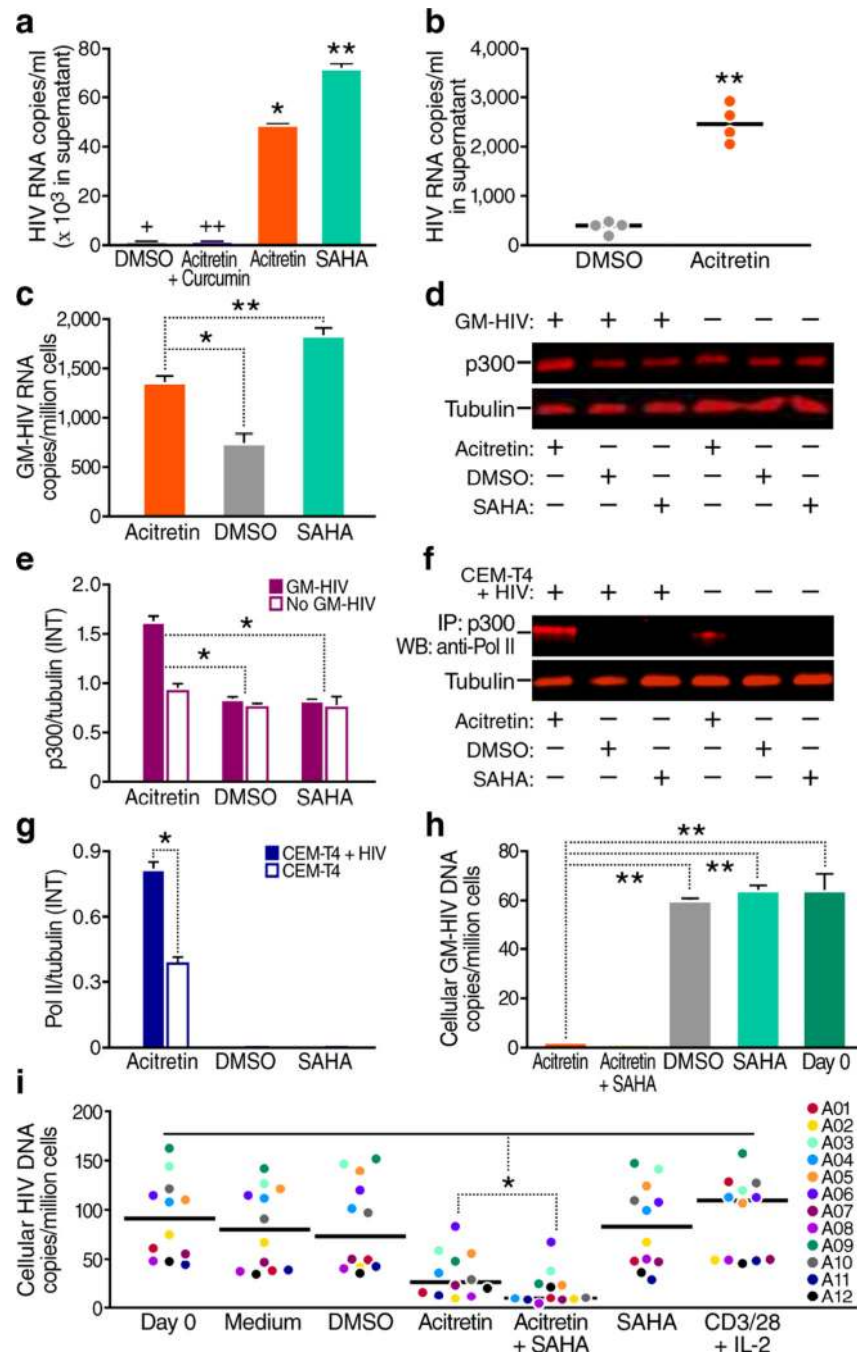 a
HIV RNA copies/ml
(x 10³ in supernatant)
80
60
40
20
0
+
++
*
**
DMSO
Acitretin
+ Curcumin
Acitretin
SAHA
b
HIV RNA copies/ml
in supernatant
4,000
3,000
2,000
1,000
0
**
DMSO
Acitretin
c
GM-HIV RNA
copies/million cells
2,000
1,500
1,000
500
0
**
*
Acitretin
DMSO
SAHA
d
GM-HIV: + + + − − −
p300
Tubulin
Acitretin: + − − + − −
DMSO: − + − − + −
SAHA: − − + − − +
e
p300/tubulin (INT)
2.0
1.5
1.0
0.5
0
GM-HIV
No GM-HIV
*
*
Acitretin
DMSO
SAHA
f
CEM-T4
+ HIV: + + + − − −
IP: p300
WB: anti-Pol II
Tubulin
Acitretin: + − − + − −
DMSO: − + − − + −
SAHA: − − + − − +
g
Pol II/tubulin (INT)
0.9
0.6
0.3
0
*
CEM-T4 + HIV
CEM-T4
Acitretin
DMSO
SAHA
h
Cellular GM-HIV DNA
copies/million cells
80
60
40
20
0
**
**
**
Acitretin
Acitretin
+ SAHA
DMSO
SAHA
Day 0
i
Cellular HIV DNA
copies/million cells
200
150
100
50
0
*
Day 0
Medium
DMSO
Acitretin
Acitretin
+ SAHA
SAHA
CD3/28
+ IL-2
A01
A02
A03
A04
A05
A06
A07
A08
A09
A10
A11
A12